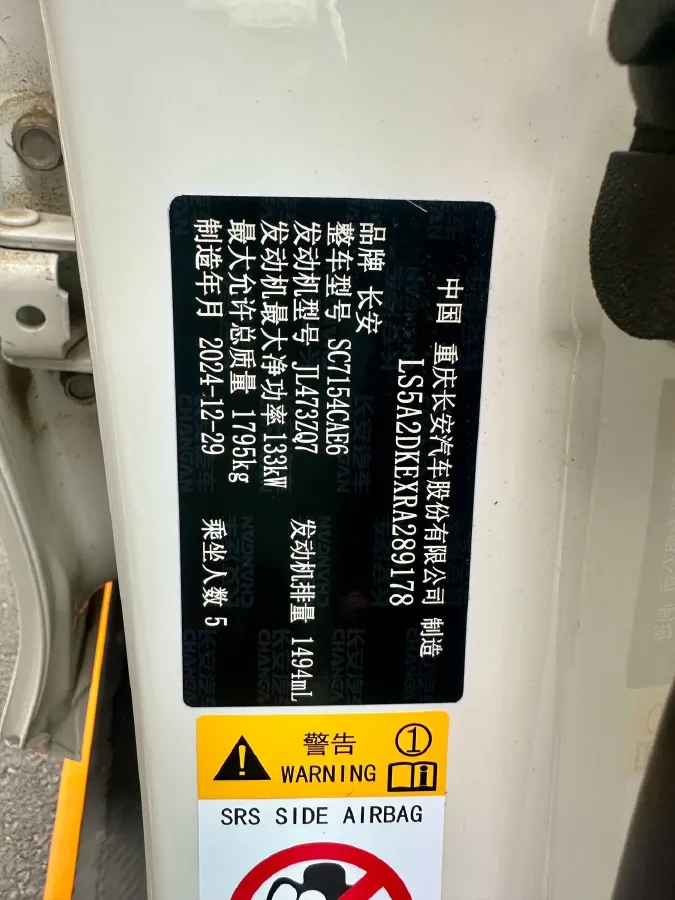 中国 重庆长安汽车股份有限公司 制造
LS5A2DKEXRA289178
品牌 长安
整车型号 SC7154CAE6
发动机型号 JL473ZQ7 发动机排量 1494mL
发动机最大净功率 133kW
最大允许总质量 1795kg
制造年月 2024-12-29 乘坐人数 5
警告 1
WARNING
SRS SIDE AIRBAG